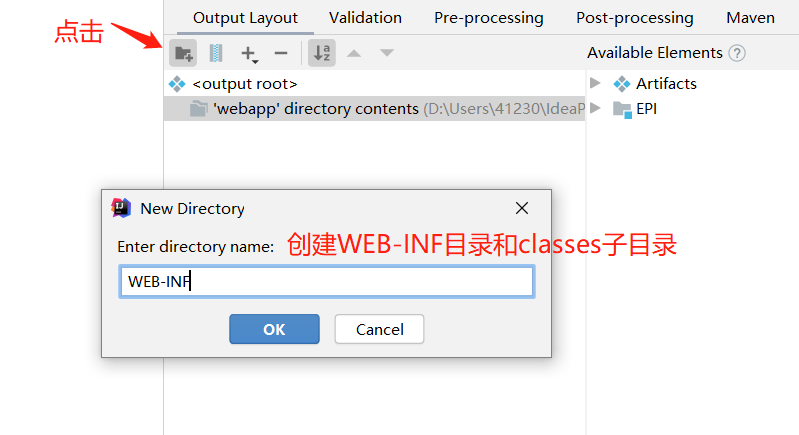 点击
Output Layout Validation Pre-processing Post-processing Maven
Available Elements ?
<output root>
'webapp' directory contents (D:\Users\41230\IdeaP
Artifacts
EPI
New Directory
Enter directory name: 创建WEB-INF目录和classes子目录
WEB-INF
OK Cancel